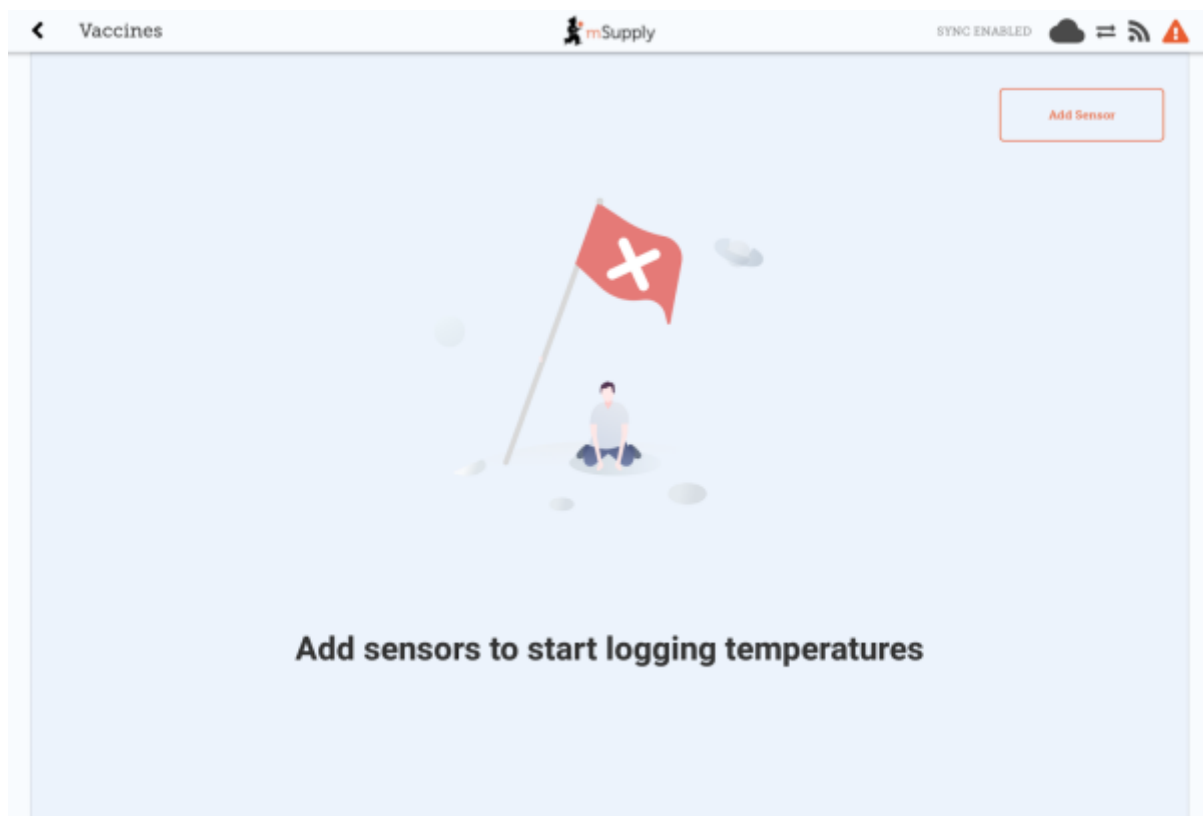 Vaccines
mSupply
SYNC ENABLED
Add Sensor
Add sensors to start logging temperatures